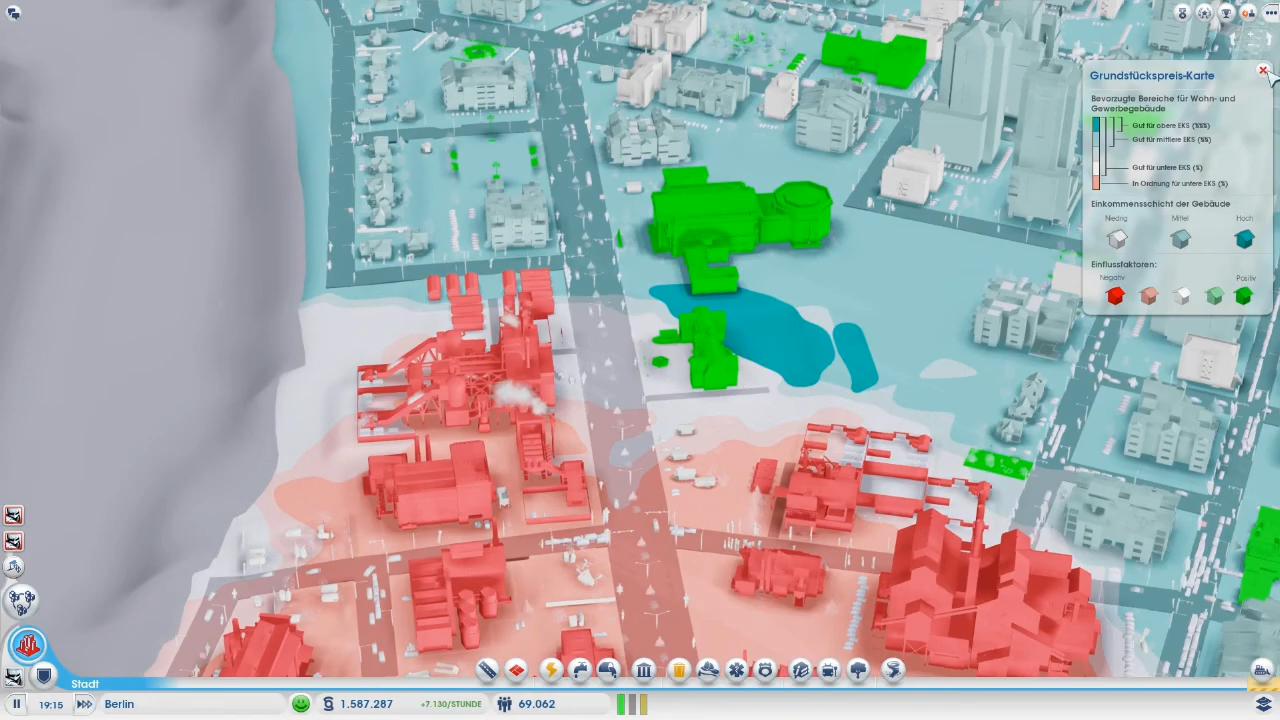 Grundstückspreis-Karte
Bevorzugte Bereiche für Wohn- und
Gewerbegebäude
Gut für obere EKS (§§§)
Gut für mittlere EKS (§§)
Gut für untere EKS (§)
In Ordnung für untere EKS (§)
Einkommensschicht der Gebäude
Niedrig Mittel Hoch
Einflussfaktoren:
Negativ Positiv
Stadt
19:15 Berlin 1.587.287 +7.130/STUNDE 69.062